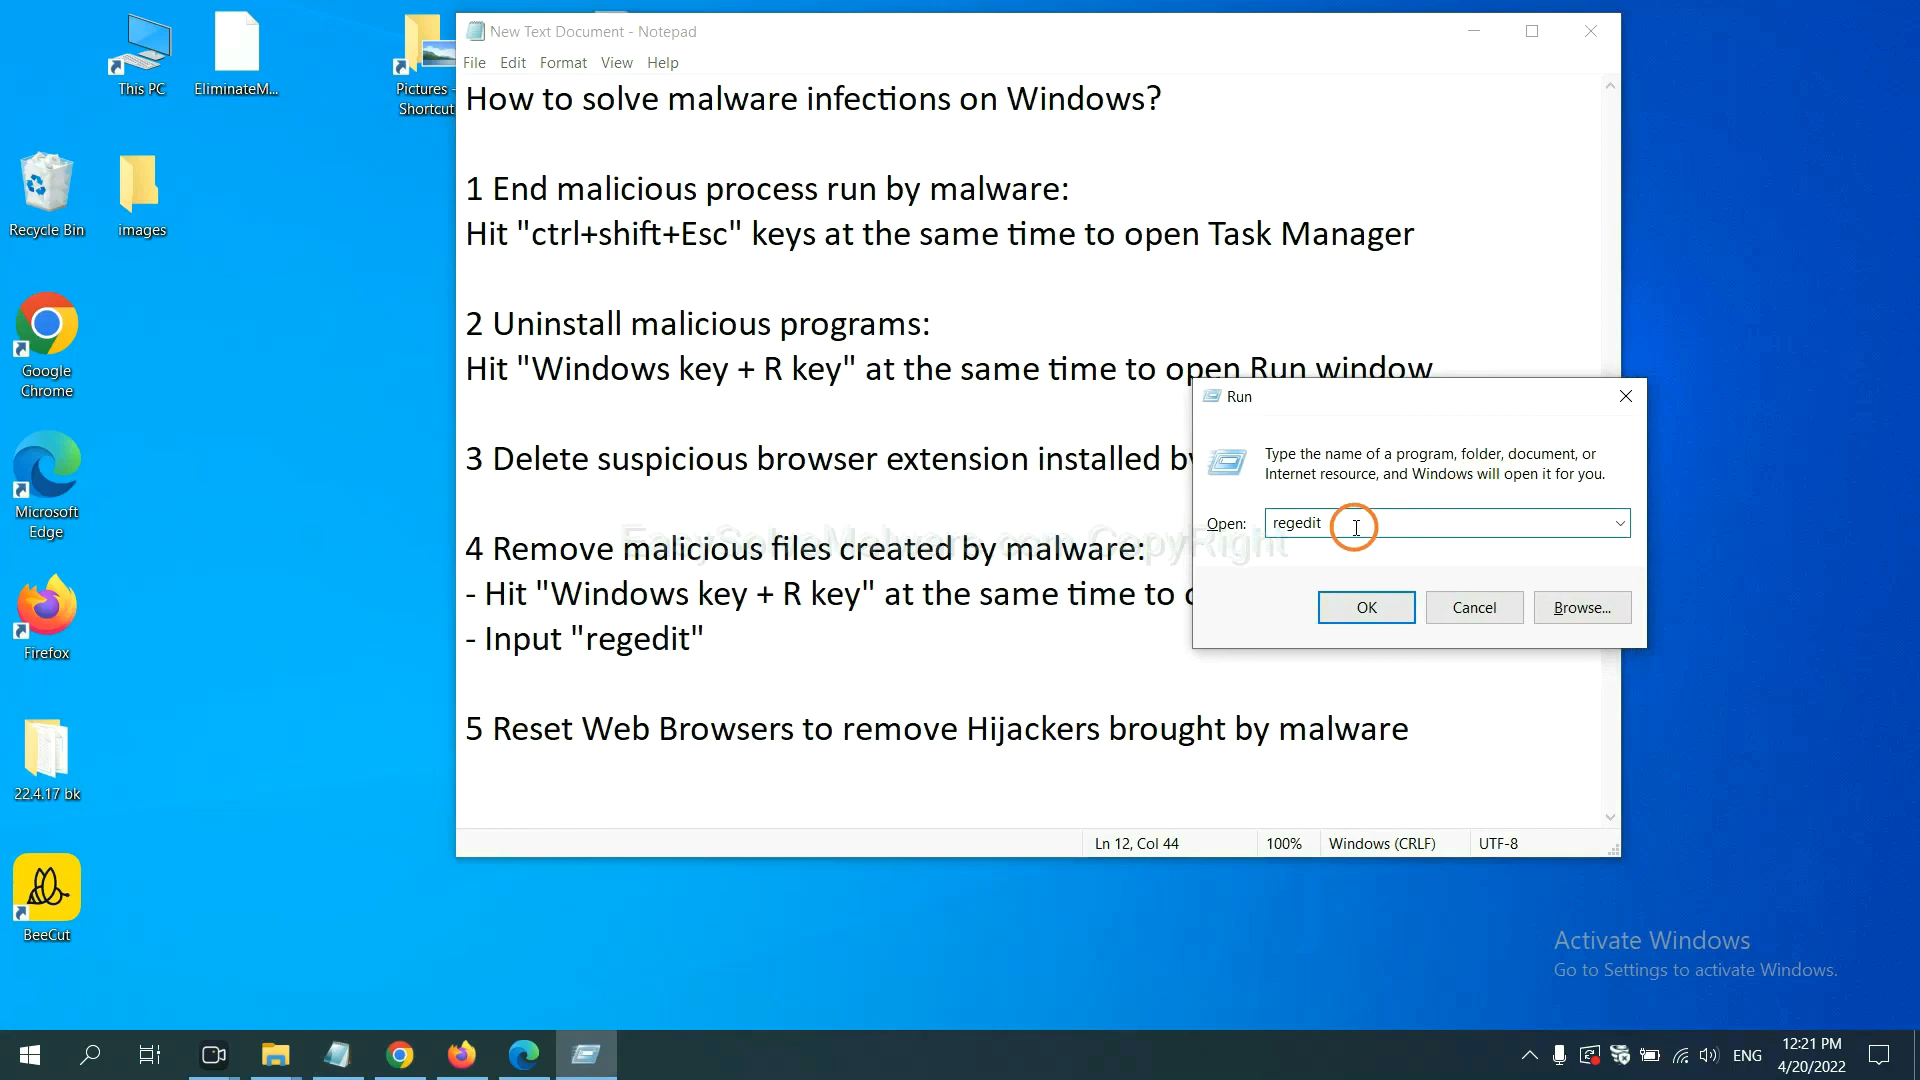 This PC
EliminateM...
Pictures -
Shortcut
Recycle Bin
images
Google
Chrome
Microsoft
Edge
Firefox
22.4.17 bk
BeeCut
New Text Document - Notepad
File Edit Format View Help
How to solve malware infections on Windows?
1 End malicious process run by malware:
Hit "ctrl+shift+Esc" keys at the same time to open Task Manager
2 Uninstall malicious programs:
Hit "Windows key + R key" at the same time to open Run window
3 Delete suspicious browser extension installed by
4 Remove malicious files created by malware:
- Hit "Windows key + R key" at the same time to o
- Input "regedit"
5 Reset Web Browsers to remove Hijackers brought by malware
EasySolveMalware.com CopyRight
Ln 12, Col 44 100% Windows (CRLF) UTF-8
Run
Type the name of a program, folder, document, or
Internet resource, and Windows will open it for you.
Open: regedit
OK Cancel Browse...
Activate Windows
Go to Settings to activate Windows.
ENG
12:21 PM
4/20/2022